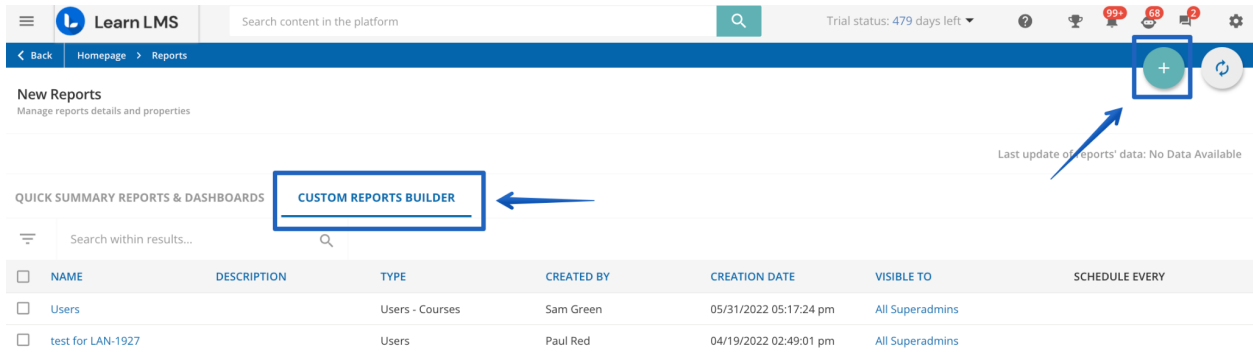 Learn LMS
Search content in the platform
Trial status: 479 days left
99+
68
2
Back
Homepage > Reports
New Reports
Manage reports details and properties
Last update of reports' data: No Data Available
QUICK SUMMARY REPORTS & DASHBOARDS
CUSTOM REPORTS BUILDER
Search within results...
NAME DESCRIPTION TYPE CREATED BY CREATION DATE VISIBLE TO SCHEDULE EVERY
Users Users - Courses Sam Green 05/31/2022 05:17:24 pm All Superadmins
test for LAN-1927 Users Paul Red 04/19/2022 02:49:01 pm All Superadmins